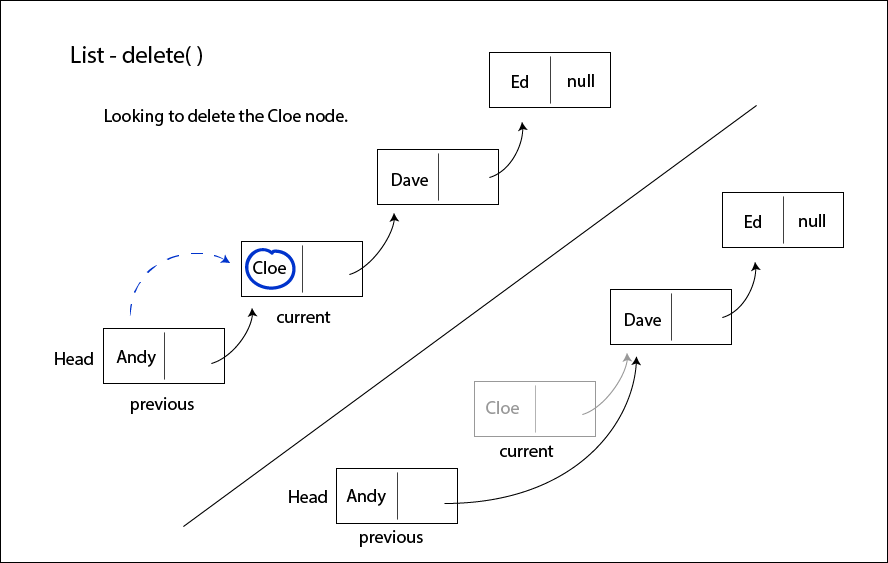 List - delete( )
Looking to delete the Cloe node.
Ed null
Dave
Cloe
current
Head Andy
previous
Ed null
Dave
Cloe
current
Head Andy
previous